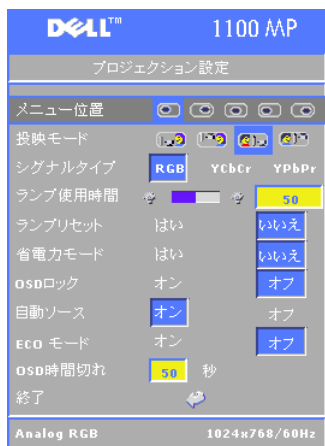 DELL™ 1100 MP
プロジェクション設定
メニュー位置
投映モード
シグナルタイプ RGB YCbCr YPbPr
ランプ使用時間 50
ランプリセット はい いいえ
省電力モード はい いいえ
OSDロック オン オフ
自動ソース オン オフ
ECO モード オン オフ
OSD時間切れ 50 秒
終了
Analog RGB 1024x768/60Hz